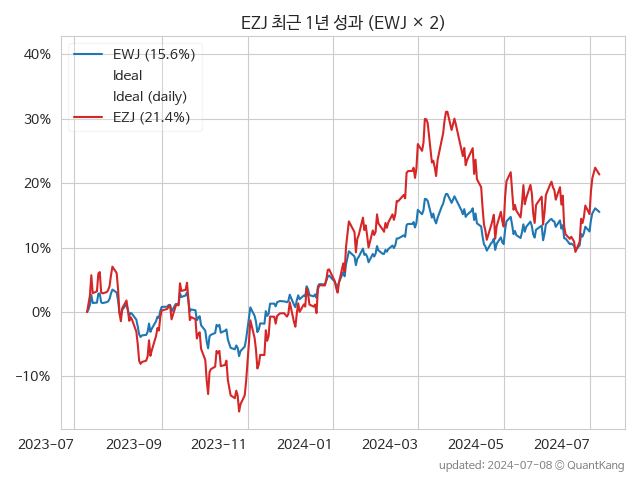 EZJ 최근 1년 성과 (EWJ × 2)
EWJ (15.6%)
Ideal
Ideal (daily)
EZJ (21.4%)
40%
30%
20%
10%
0%
−10%
2023-07 2023-09 2023-11 2024-01 2024-03 2024-05 2024-07
updated: 2024-07-08 © QuantKang